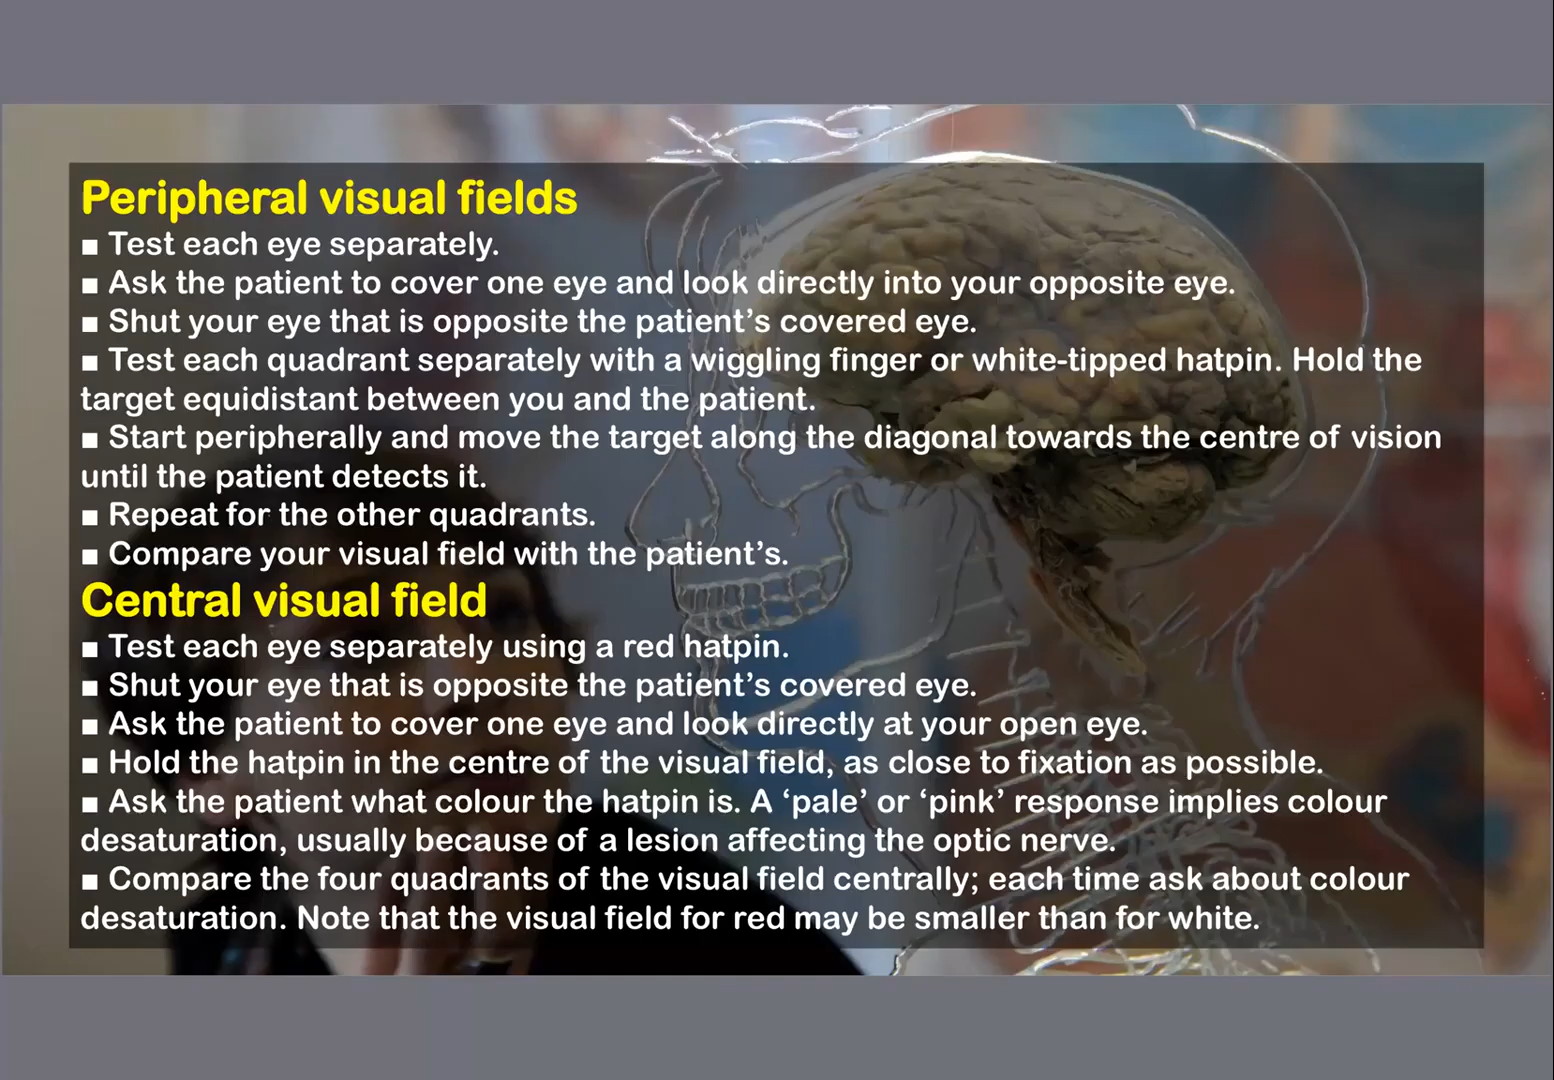 Peripheral visual fields
■ Test each eye separately.
■ Ask the patient to cover one eye and look directly into your opposite eye.
■ Shut your eye that is opposite the patient’s covered eye.
■ Test each quadrant separately with a wiggling finger or white-tipped hatpin. Hold the
target equidistant between you and the patient.
■ Start peripherally and move the target along the diagonal towards the centre of vision
until the patient detects it.
■ Repeat for the other quadrants.
■ Compare your visual field with the patient’s.
Central visual field
■ Test each eye separately using a red hatpin.
■ Shut your eye that is opposite the patient’s covered eye.
■ Ask the patient to cover one eye and look directly at your open eye.
■ Hold the hatpin in the centre of the visual field, as close to fixation as possible.
■ Ask the patient what colour the hatpin is. A ‘pale’ or ‘pink’ response implies colour
desaturation, usually because of a lesion affecting the optic nerve.
■ Compare the four quadrants of the visual field centrally; each time ask about colour
desaturation. Note that the visual field for red may be smaller than for white.